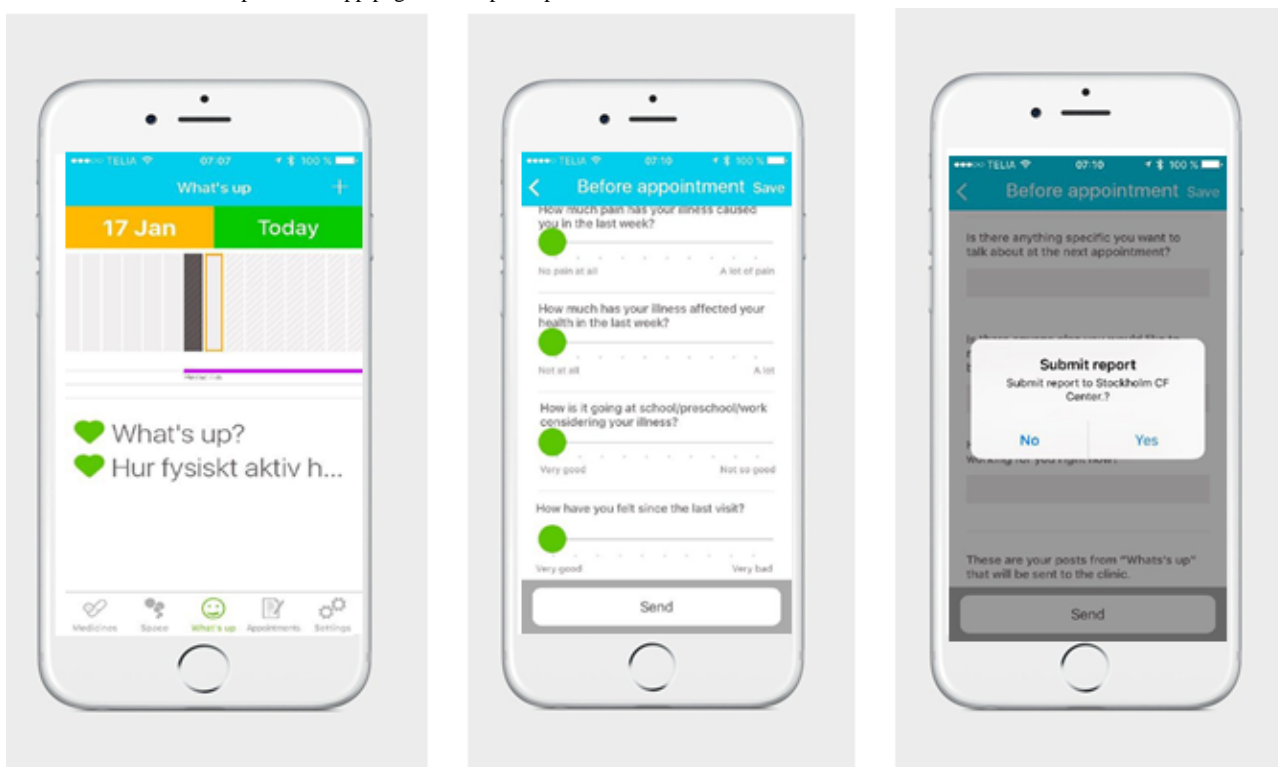 TELIA 07:07 100 %
What's up +
17 Jan Today
What's up?
Hur fysiskt aktiv h...
Medicines Space What's up Appointments Settings
TELIA 07:10 100 %
Before appointment Save
How much pain has your illness caused
you in the last week?
No pain at all A lot of pain
How much has your illness affected your
health in the last week?
Not at all A lot
How is it going at school/preschool/work
considering your illness?
Very good Not so good
How have you felt since the last visit?
Very good Very bad
Send
TELIA 07:10 100 %
Before appointment Save
Is there anything specific you want to
talk about at the next appointment?
Submit report
Submit report to Stockholm CF
Center.?
No Yes
working for you right now?
These are your posts from "Whats's up"
that will be sent to the clinic.
Send